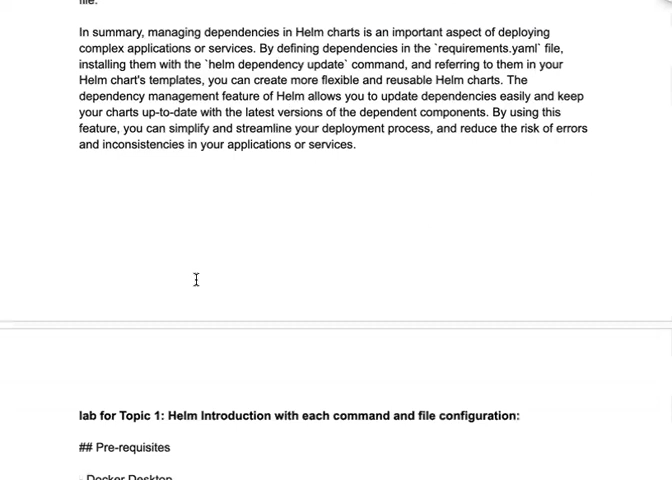 file.
In summary, managing dependencies in Helm charts is an important aspect of deploying
complex applications or services. By defining dependencies in the `requirements.yaml` file,
installing them with the `helm dependency update` command, and referring to them in your
Helm chart's templates, you can create more flexible and reusable Helm charts. The
dependency management feature of Helm allows you to update dependencies easily and keep
your charts up-to-date with the latest versions of the dependent components. By using this
feature, you can simplify and streamline your deployment process, and reduce the risk of errors
and inconsistencies in your applications or services.
lab for Topic 1: Helm Introduction with each command and file configuration:
## Pre-requisites
- Docker Desktop